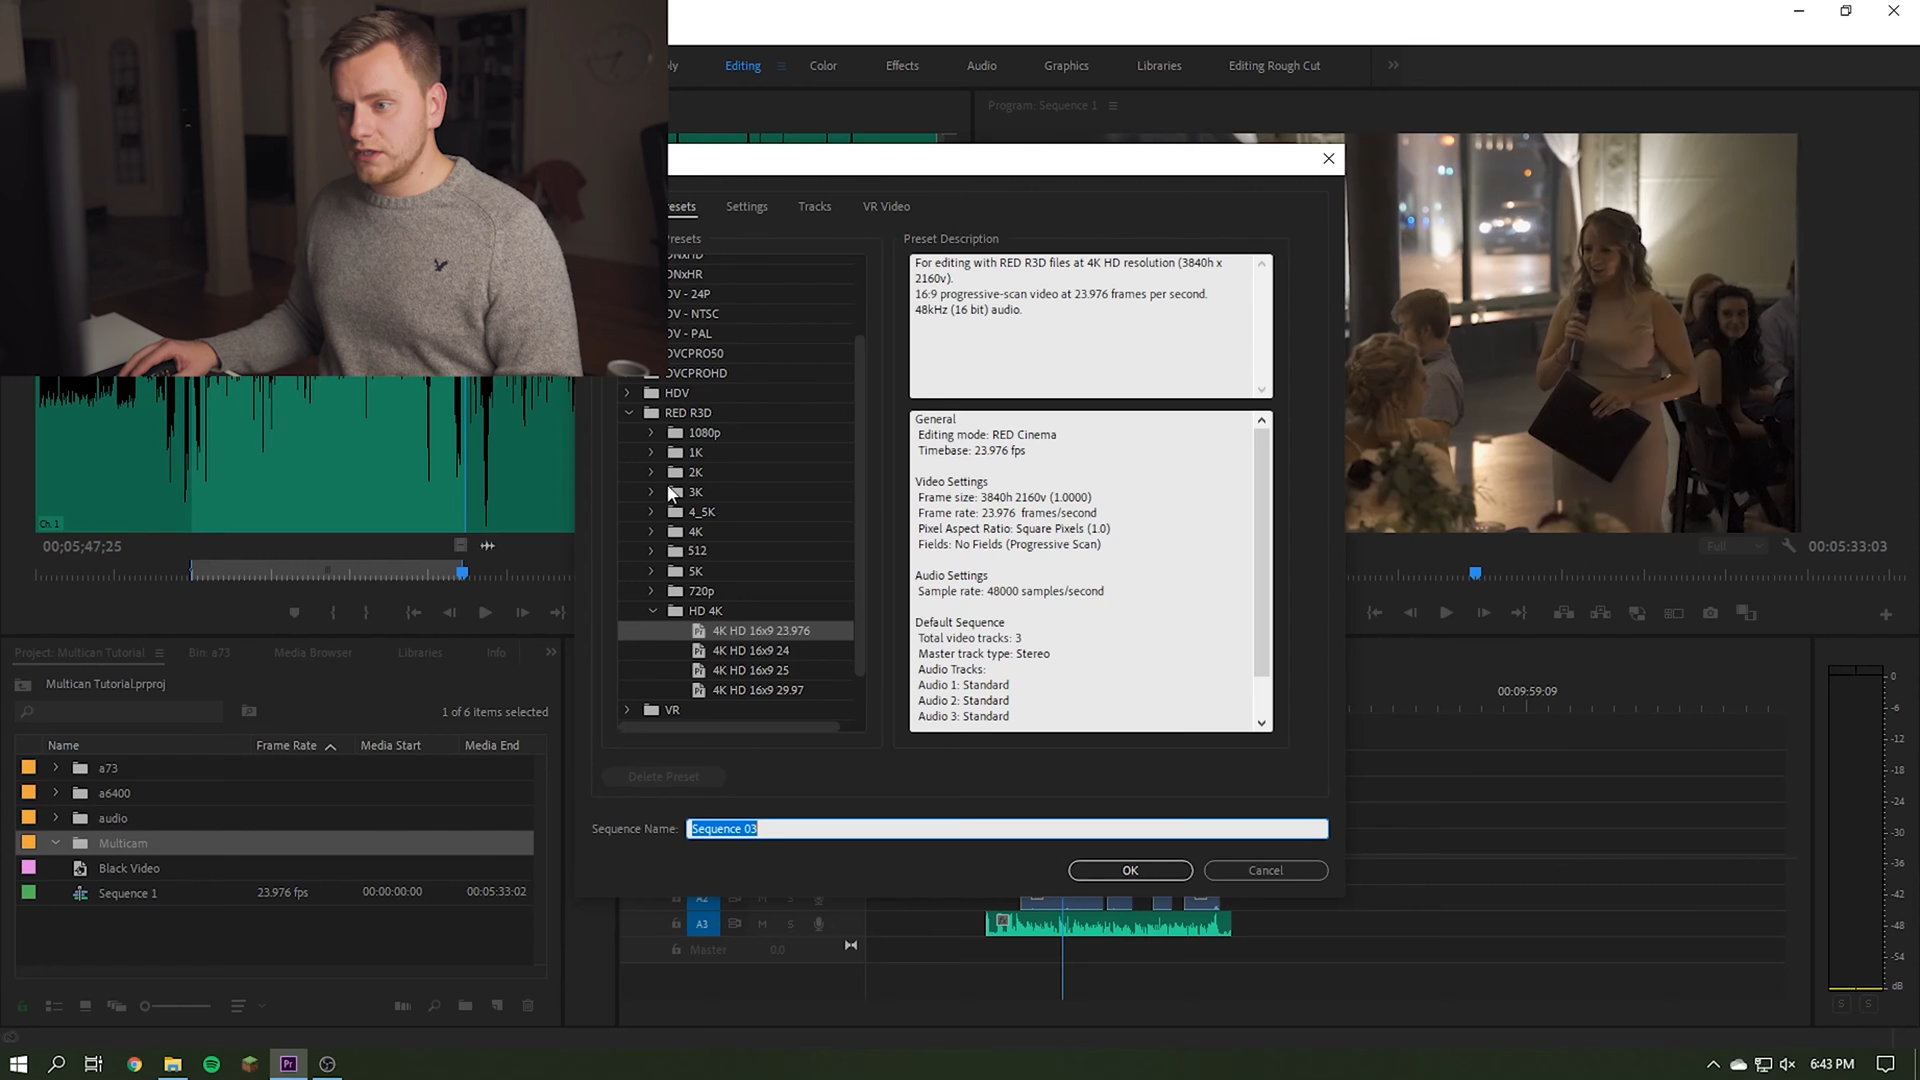 Editing
Color
Effects
Audio
Graphics
Libraries
Editing Rough Cut
Program: Sequence 1
Settings
Tracks
VR Video
Preset Description
For editing with RED R3D files at 4K HD resolution (3840h x
2160v).
16:9 progressive-scan video at 23.976 frames per second.
48kHz (16 bit) audio.
DNxHR
DV - 24P
DV - NTSC
DV - PAL
DVCPRO50
DVCPROHD
HDV
RED R3D
1080p
1K
2K
3K
4_5K
4K
512
5K
720p
HD 4K
4K HD 16x9 23.976
4K HD 16x9 24
4K HD 16x9 25
4K HD 16x9 29.97
VR
General
Editing mode: RED Cinema
Timebase: 23.976 fps
Video Settings
Frame size: 3840h 2160v (1.0000)
Frame rate: 23.976 frames/second
Pixel Aspect Ratio: Square Pixels (1.0)
Fields: No Fields (Progressive Scan)
Audio Settings
Sample rate: 48000 samples/second
Default Sequence
Total video tracks: 3
Master track type: Stereo
Audio Tracks:
Audio 1: Standard
Audio 2: Standard
Audio 3: Standard
Delete Preset
Sequence Name: Sequence 03
OK
Cancel
Ch. 1
00;05;47;25
Full
00:05:33:03
Project: Multican Tutorial
Bin: a73
Media Browser
Libraries
Info
Multican Tutorial.prproj
1 of 6 items selected
Name
Frame Rate
Media Start
Media End
a73
a6400
audio
Multicam
Black Video
Sequence 1
23.976 fps
00:00:00:00
00:05:33:02
00:09:59:09
A2
M
S
A3
M
S
Master
0.0
0
-6
-12
-18
-24
-30
-36
-42
-48
-54
dB
S
S
Pr
6:43 PM